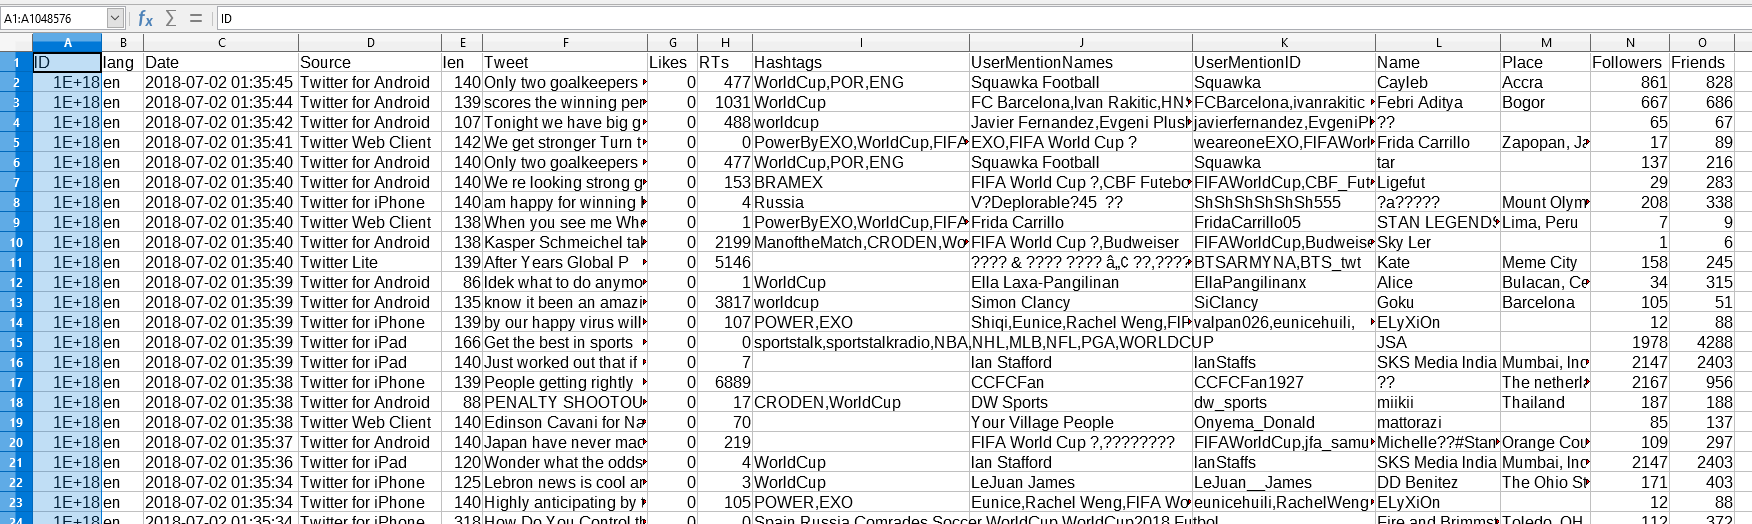 A1:A1048576 ID
A B C D E F G H I J K L M N O
1 ID lang Date Source len Tweet Likes RTs Hashtags UserMentionNames UserMentionID Name Place Followers Friends
2 1E+18 en 2018-07-02 01:35:45 Twitter for Android 140 Only two goalkeepers 0 477 WorldCup,POR,ENG Squawka Football Squawka Cayleb Accra 861 828
3 1E+18 en 2018-07-02 01:35:44 Twitter for Android 139 scores the winning per 0 1031 WorldCup FC Barcelona,Ivan Rakitic,HNS FCBarcelona,ivanrakitic Febri Aditya Bogor 667 686
4 1E+18 en 2018-07-02 01:35:42 Twitter for Android 107 Tonight we have big g 0 488 worldcup Javier Fernandez,Evgeni Plush javierfernandez,EvgeniPl ?? 65 67
5 1E+18 en 2018-07-02 01:35:41 Twitter Web Client 142 We get stronger Turn t 0 0 PowerByEXO,WorldCup,FIFA EXO,FIFA World Cup ? weareoneEXO,FIFAWorl Frida Carrillo Zapopan, Ja 17 89
6 1E+18 en 2018-07-02 01:35:40 Twitter for Android 140 Only two goalkeepers 0 477 WorldCup,POR,ENG Squawka Football Squawka tar 137 216
7 1E+18 en 2018-07-02 01:35:40 Twitter for Android 140 We re looking strong g 0 153 BRAMEX FIFA World Cup ?,CBF Futebo FIFAWorldCup,CBF_Fut Ligefut 29 283
8 1E+18 en 2018-07-02 01:35:40 Twitter for iPhone 140 am happy for winning 0 4 Russia V?Deplorable?45 ?? ShShShShShSh555 ?a????? Mount Olym 208 338
9 1E+18 en 2018-07-02 01:35:40 Twitter Web Client 138 When you see me Whe 0 1 PowerByEXO,WorldCup,FIFA Frida Carrillo FridaCarrillo05 STAN LEGENDS Lima, Peru 7 9
10 1E+18 en 2018-07-02 01:35:40 Twitter for Android 138 Kasper Schmeichel tal 0 2199 ManoftheMatch,CRODEN,Wo FIFA World Cup ?,Budweiser FIFAWorldCup,Budweise Sky Ler 1 6
11 1E+18 en 2018-07-02 01:35:40 Twitter Lite 139 After Years Global P 0 5146 ???? & ???? ???? â„¢ ??,???? BTSARMYNA,BTS_twt Kate Meme City 158 245
12 1E+18 en 2018-07-02 01:35:40 Twitter for Android 86 Idek what to do anymo 0 1 WorldCup Ella Laxa-Pangilinan EllaPangilinanx Alice Bulacan, Ce 34 315
13 1E+18 en 2018-07-02 01:35:39 Twitter for Android 135 know it been an amazi 0 3817 worldcup Simon Clancy SiClancy Goku Barcelona 105 51
14 1E+18 en 2018-07-02 01:35:39 Twitter for iPhone 139 by our happy virus will 0 107 POWER,EXO Shiqi,Eunice,Rachel Weng,FIF valpan026,eunicehuili, ELyXiOn 12 88
15 1E+18 en 2018-07-02 01:35:39 Twitter for iPad 166 Get the best in sports 0 0 sportstalk,sportstalkradio,NBA,NHL,MLB,NFL,PGA,WORLDCUP JSA 1978 4288
16 1E+18 en 2018-07-02 01:35:39 Twitter for iPad 140 Just worked out that if 0 7 Ian Stafford IanStaffs SKS Media India Mumbai, Inc 2147 2403
17 1E+18 en 2018-07-02 01:35:38 Twitter for iPhone 139 People getting rightly 0 6889 CCFCFan CCFCFan1927 ?? The netherla 2167 956
18 1E+18 en 2018-07-02 01:35:38 Twitter for Android 88 PENALTY SHOOTOU 0 17 CRODEN,WorldCup DW Sports dw_sports miikii Thailand 187 188
19 1E+18 en 2018-07-02 01:35:38 Twitter Web Client 140 Edinson Cavani for Na 0 70 Your Village People Onyema_Donald mattorazi 85 137
20 1E+18 en 2018-07-02 01:35:37 Twitter for Android 140 Japan have never mac 0 219 FIFA World Cup ?,???????? FIFAWorldCup,jfa_samu Michelle??#Stan Orange Cou 109 297
21 1E+18 en 2018-07-02 01:35:36 Twitter for iPad 120 Wonder what the odds 0 4 WorldCup Ian Stafford IanStaffs SKS Media India Mumbai, Inc 2147 2403
22 1E+18 en 2018-07-02 01:35:34 Twitter for iPhone 125 Lebron news is cool ar 0 3 WorldCup LeJuan James LeJuan__James DD Benitez The Ohio St 171 403
23 1E+18 en 2018-07-02 01:35:34 Twitter for iPhone 140 Highly anticipating by 0 105 POWER,EXO Eunice,Rachel Weng,FIFA Wo eunicehuili,RachelWeng ELyXiOn 12 88
24 1E+18 en 2018-07-02 01:35:34 Twitter for Android 318 How Do You Control th 0 0 Spain,Russia,Comrades,Soccer,WorldCup,WorldCup2018,Futbol Fire and Brimmst Toledo, OH 112 372